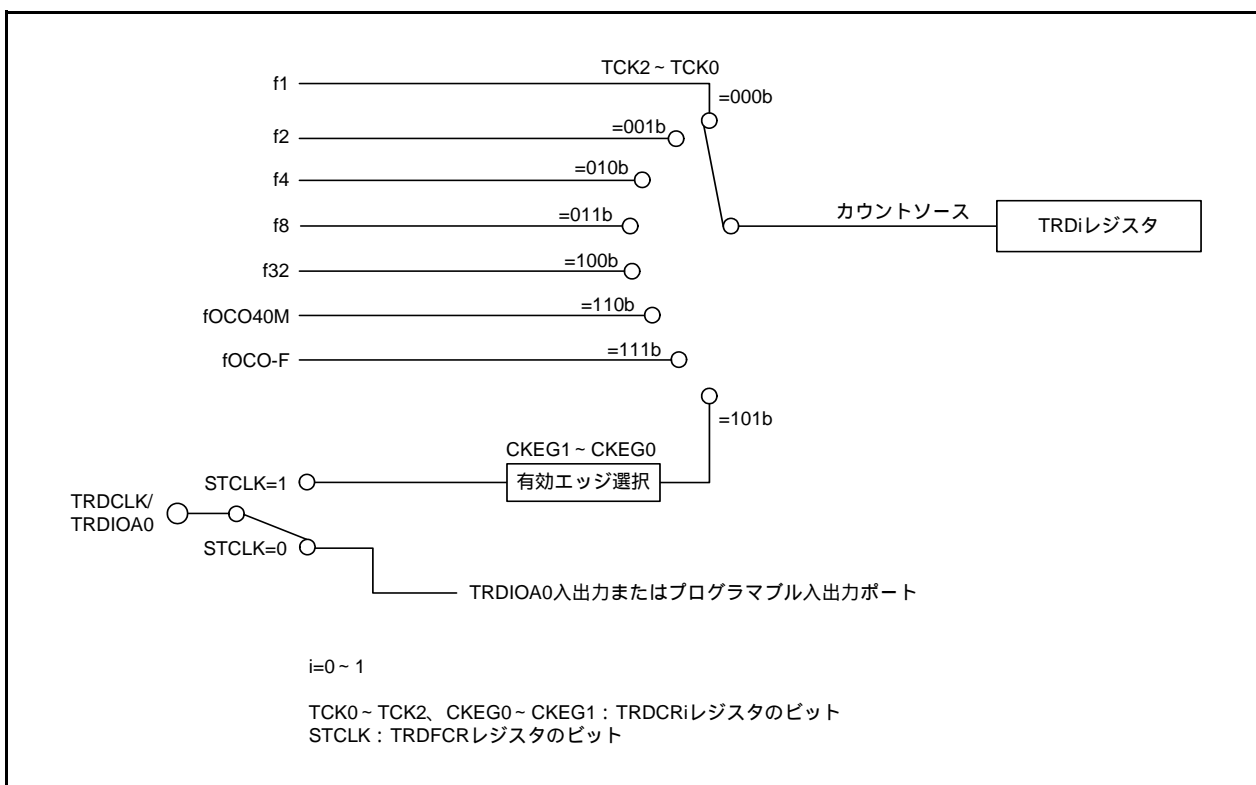 TCK2~TCK0
f1
=000b
f2
=001b
f4
=010b
f8
=011b
カウントソース
TRDiレジスタ
f32
=100b
fOCO40M
=110b
fOCO-F
=111b
=101b
CKEG1~CKEG0
有効エッジ選択
STCLK=1
TRDCLK/
TRDIOA0
STCLK=0
TRDIOA0入出力またはプログラマブル入出力ポート
i=0~1
TCK0~TCK2、CKEG0~CKEG1:TRDCRiレジスタのビット
STCLK:TRDFCRレジスタのビット